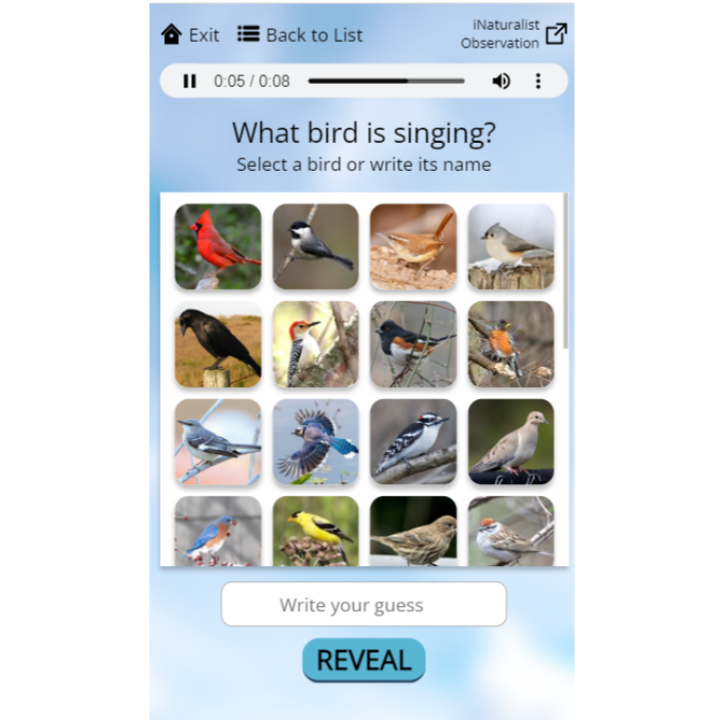 Exit
Back to List
iNaturalist
Observation
0:05 / 0:08
What bird is singing?
Select a bird or write its name
Write your guess
REVEAL